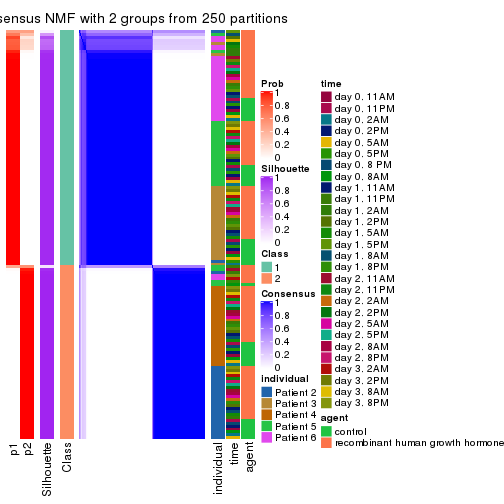 sensus NMF with 2 groups from 250 partitions
Prob
1
0.8
0.6
0.4
0.2
0
Silhouette
1
0.8
0.6
0.4
0.2
0
Class
1
2
Consensus
1
0.8
0.6
0.4
0.2
0
individual
Patient 2
Patient 3
Patient 4
Patient 5
Patient 6
time
day 0. 11AM
day 0. 11PM
day 0. 2AM
day 0. 2PM
day 0. 5AM
day 0. 5PM
day 0. 8 PM
day 0. 8AM
day 1. 11AM
day 1. 11PM
day 1. 2AM
day 1. 2PM
day 1. 5AM
day 1. 5PM
day 1. 8AM
day 1. 8PM
day 2. 11AM
day 2. 11PM
day 2. 2AM
day 2. 2PM
day 2. 5AM
day 2. 5PM
day 2. 8AM
day 2. 8PM
day 3. 2AM
day 3. 2PM
day 3. 8AM
day 3. 8PM
agent
control
recombinant human growth hormone
p1
p2
Silhouette
Class
individual
time
agent